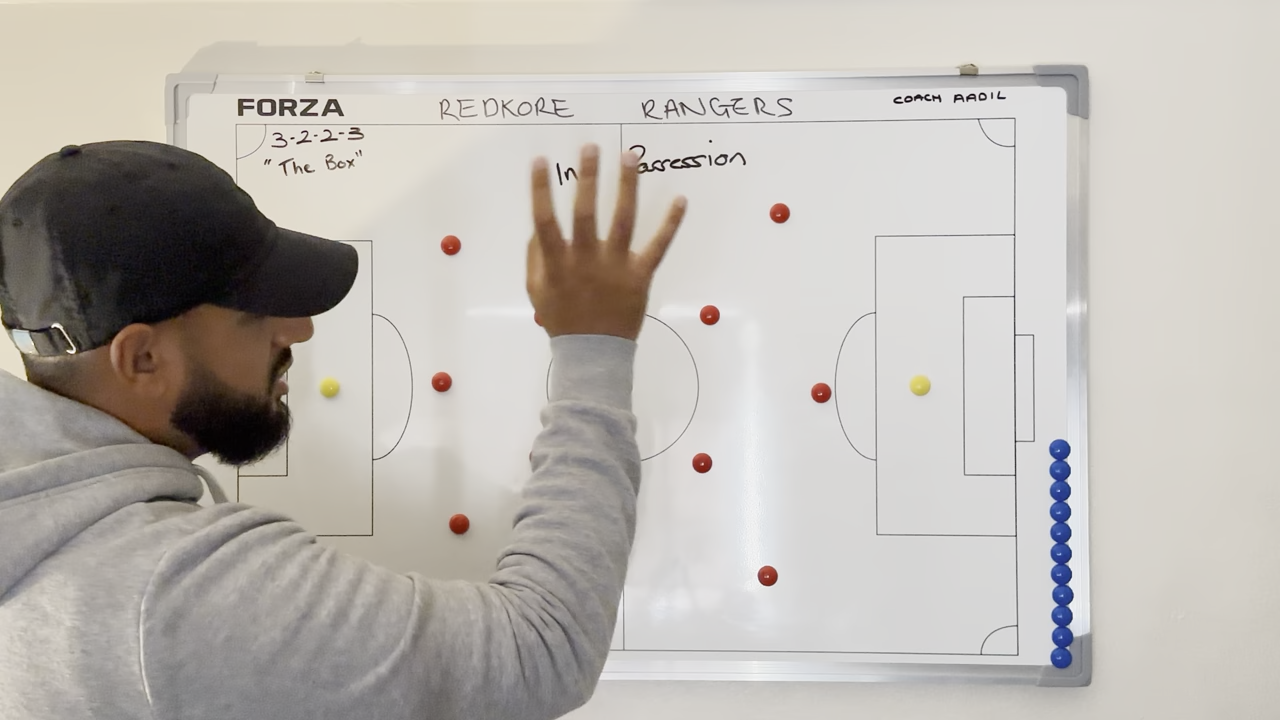 FORZA
REDKORE RANGERS
COACH AADIL
3-2-2-3
"The Box"
In Possession